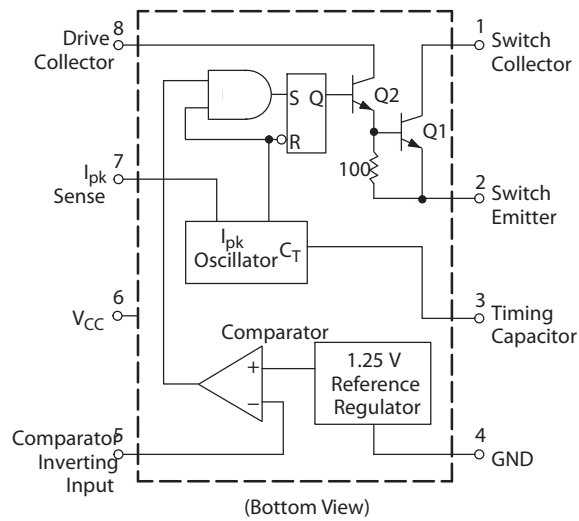 8
Drive
Collector
1
Switch
Collector
S Q
R
Q2
Q1
100
7
Ipk
Sense
2
Switch
Emitter
Ipk
Oscillator CT
6
VCC
3
Timing
Capacitor
Comparator
+
−
1.25 V
Reference
Regulator
5
Comparator
Inverting
Input
4
GND
(Bottom View)